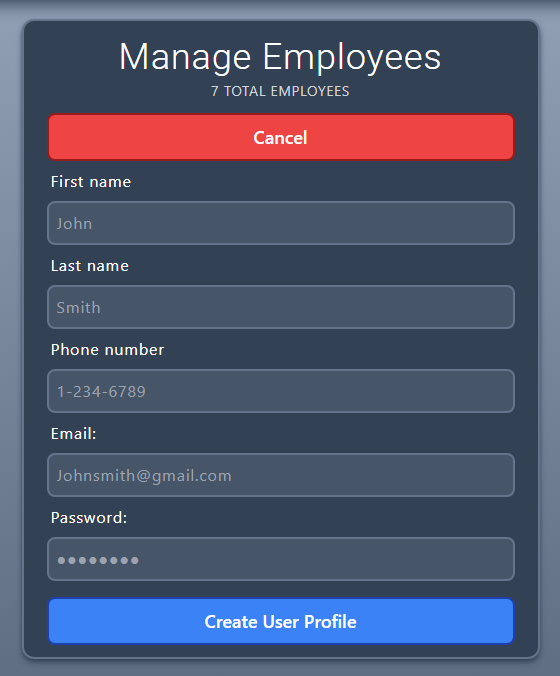 Manage Employees
7 TOTAL EMPLOYEES
Cancel
First name
John
Last name
Smith
Phone number
1-234-6789
Email:
Johnsmith@gmail.com
Password:
●●●●●●●●
Create User Profile